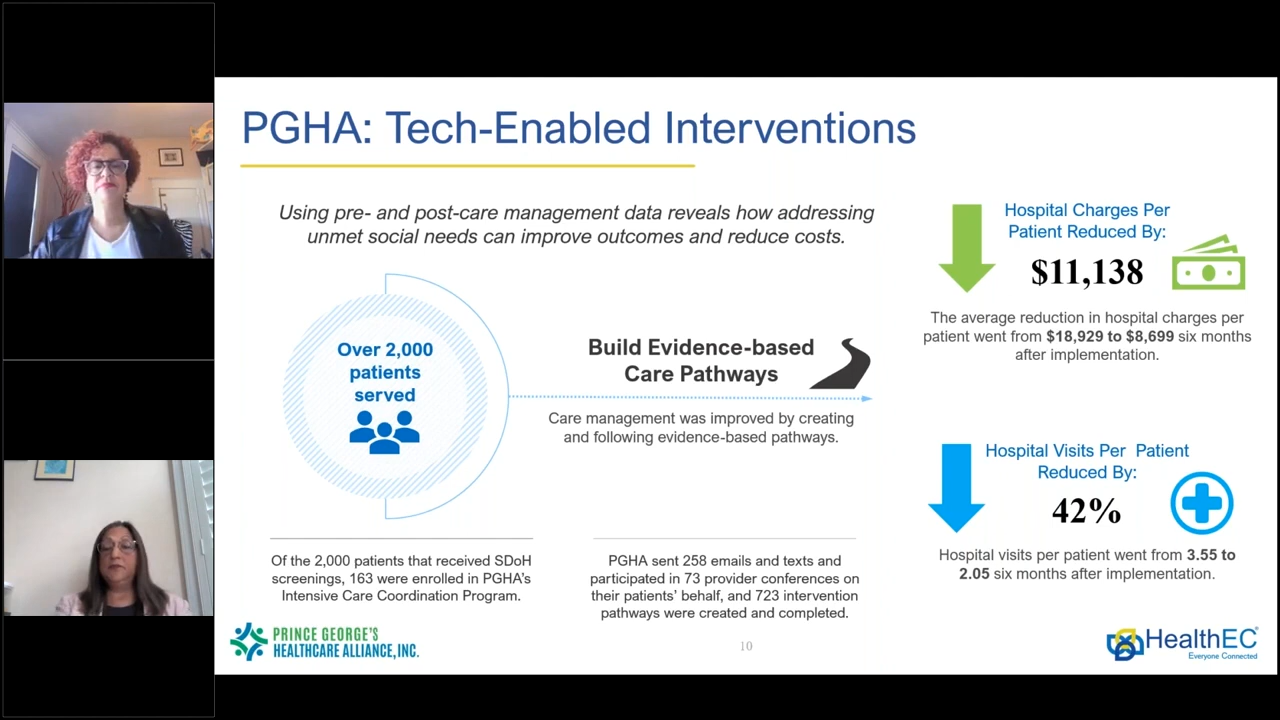 PGHA: Tech-Enabled Interventions
Using pre- and post-care management data reveals how addressing
unmet social needs can improve outcomes and reduce costs.
Over 2,000
patients
served
Build Evidence-based
Care Pathways
Care management was improved by creating
and following evidence-based pathways.
Of the 2,000 patients that received SDoH
screenings, 163 were enrolled in PGHA's
Intensive Care Coordination Program.
PGHA sent 258 emails and texts and
participated in 73 provider conferences on
their patients' behalf, and 723 intervention
pathways were created and completed.
Hospital Charges Per
Patient Reduced By:
$11,138
The average reduction in hospital charges per
patient went from $18,929 to $8,699 six months
after implementation.
Hospital Visits Per Patient
Reduced By:
42%
Hospital visits per patient went from 3.55 to
2.05 six months after implementation.
PRINCE GEORGE'S
HEALTHCARE ALLIANCE, INC.
10
HealthEC®
Everyone Connected